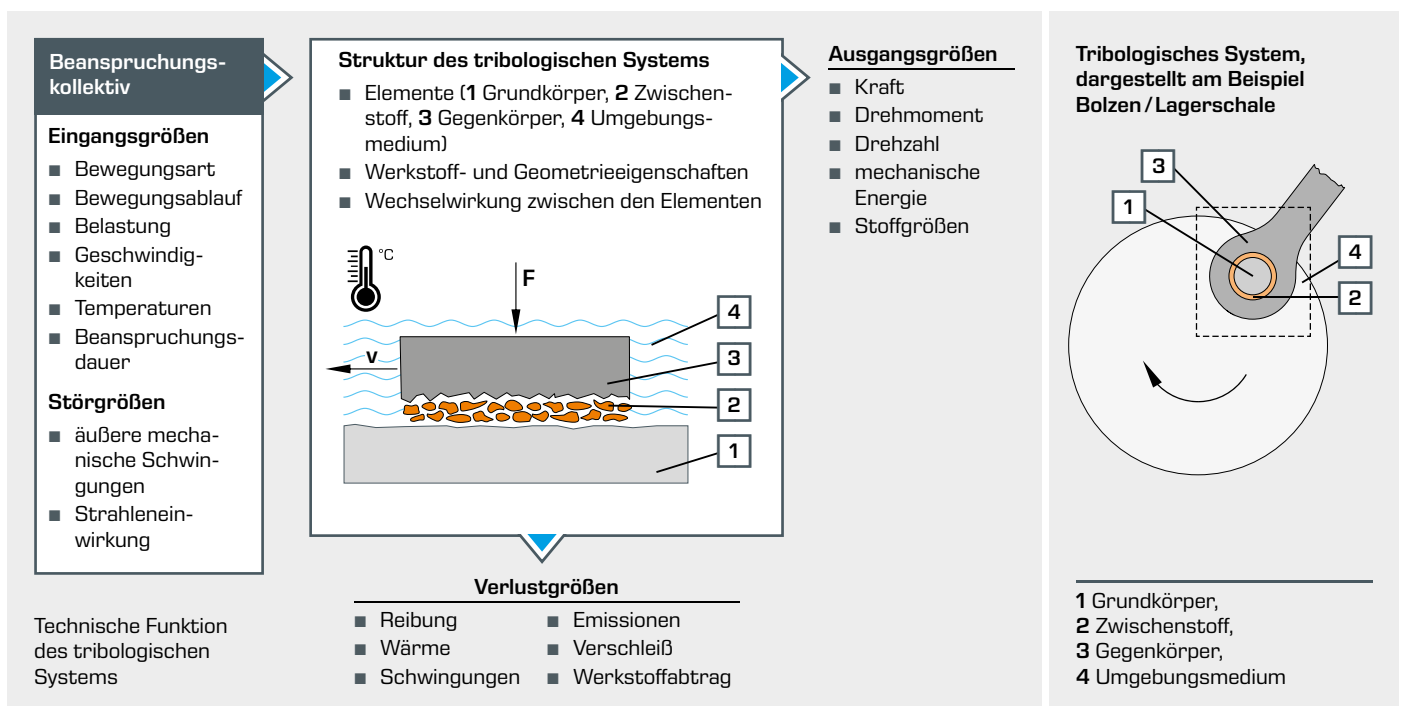 Beanspruchungs-
kollektiv
Eingangsgrößen
■ Bewegungsart
■ Bewegungsablauf
■ Belastung
■ Geschwindig-
keiten
■ Temperaturen
■ Beanspruchungs-
dauer
Störgrößen
■ äußere mecha-
nische Schwin-
gungen
■ Strahlenein-
wirkung
Technische Funktion
des tribologischen
Systems
Struktur des tribologischen Systems
■ Elemente (1 Grundkörper, 2 Zwischen-
stoff, 3 Gegenkörper, 4 Umgebungs-
medium)
■ Werkstoff- und Geometrieeigenschaften
■ Wechselwirkung zwischen den Elementen
°C
F
v
4
3
2
1
Verlustgrößen
■ Reibung
■ Wärme
■ Schwingungen
■ Emissionen
■ Verschleiß
■ Werkstoffabtrag
Ausgangsgrößen
■ Kraft
■ Drehmoment
■ Drehzahl
■ mechanische
Energie
■ Stoffgrößen
Tribologisches System,
dargestellt am Beispiel
Bolzen/Lagerschale
3
1
4
2
1 Grundkörper,
2 Zwischenstoff,
3 Gegenkörper,
4 Umgebungsmedium